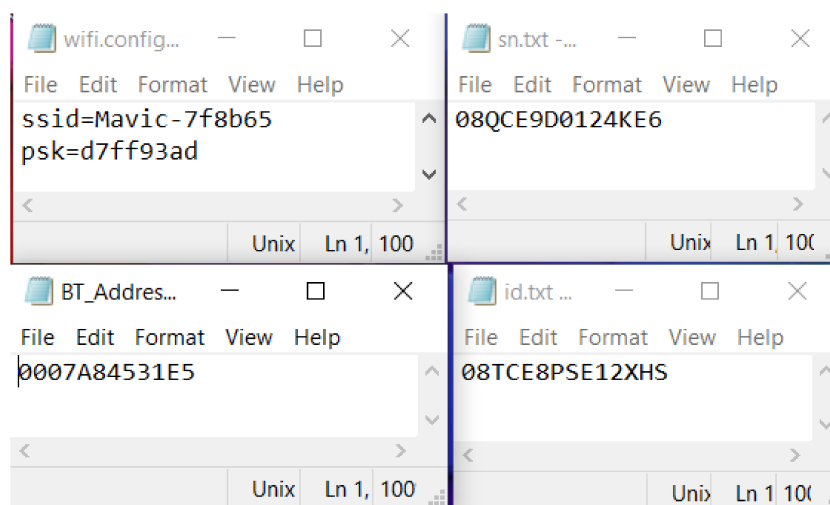 wifi.config...
File Edit Format View Help
ssid=Mavic-7f8b65
psk=d7ff93ad
Unix Ln 1, 100
sn.txt -...
File Edit Format View Help
08QCE9D0124KE6
Unix Ln 1, 100
BT_Addres...
File Edit Format View Help
0007A84531E5
Unix Ln 1, 100
id.txt ...
File Edit Format View Help
08TCE8PSE12XHS
Unix Ln 1 100